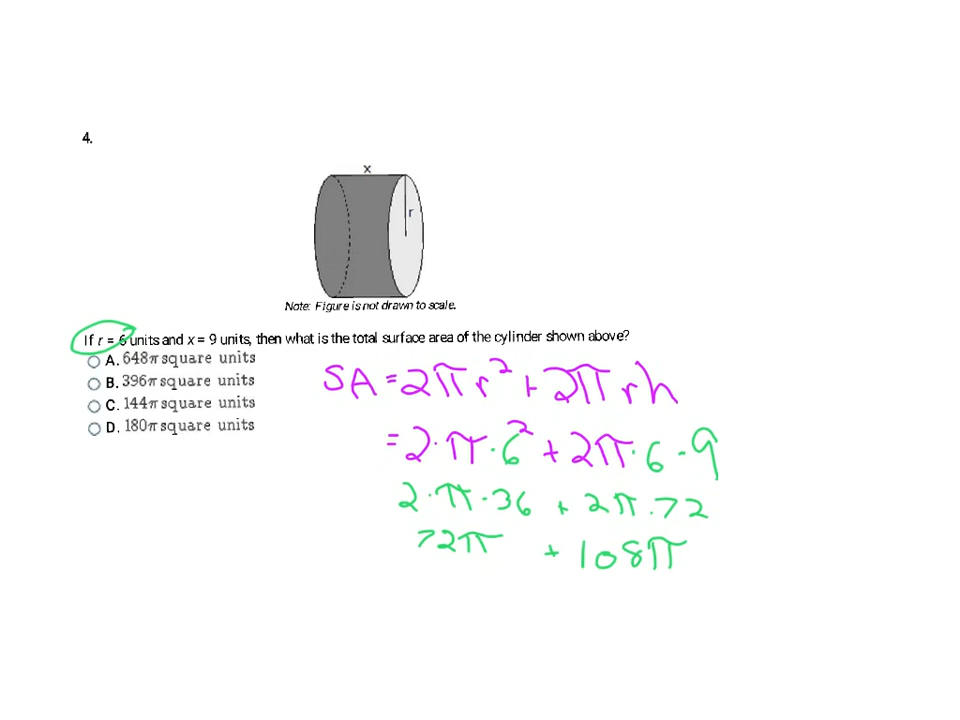 4.
x
r
Note: Figure is not drawn to scale.
If r = 6 units and x = 9 units, then what is the total surface area of the cylinder shown above?
A. 648π square units
B. 396π square units
C. 144π square units
D. 180π square units
SA = 2πr² + 2πrh
= 2·π·6² + 2π·6·9
2·π·36 + 2π·72
72π + 108π